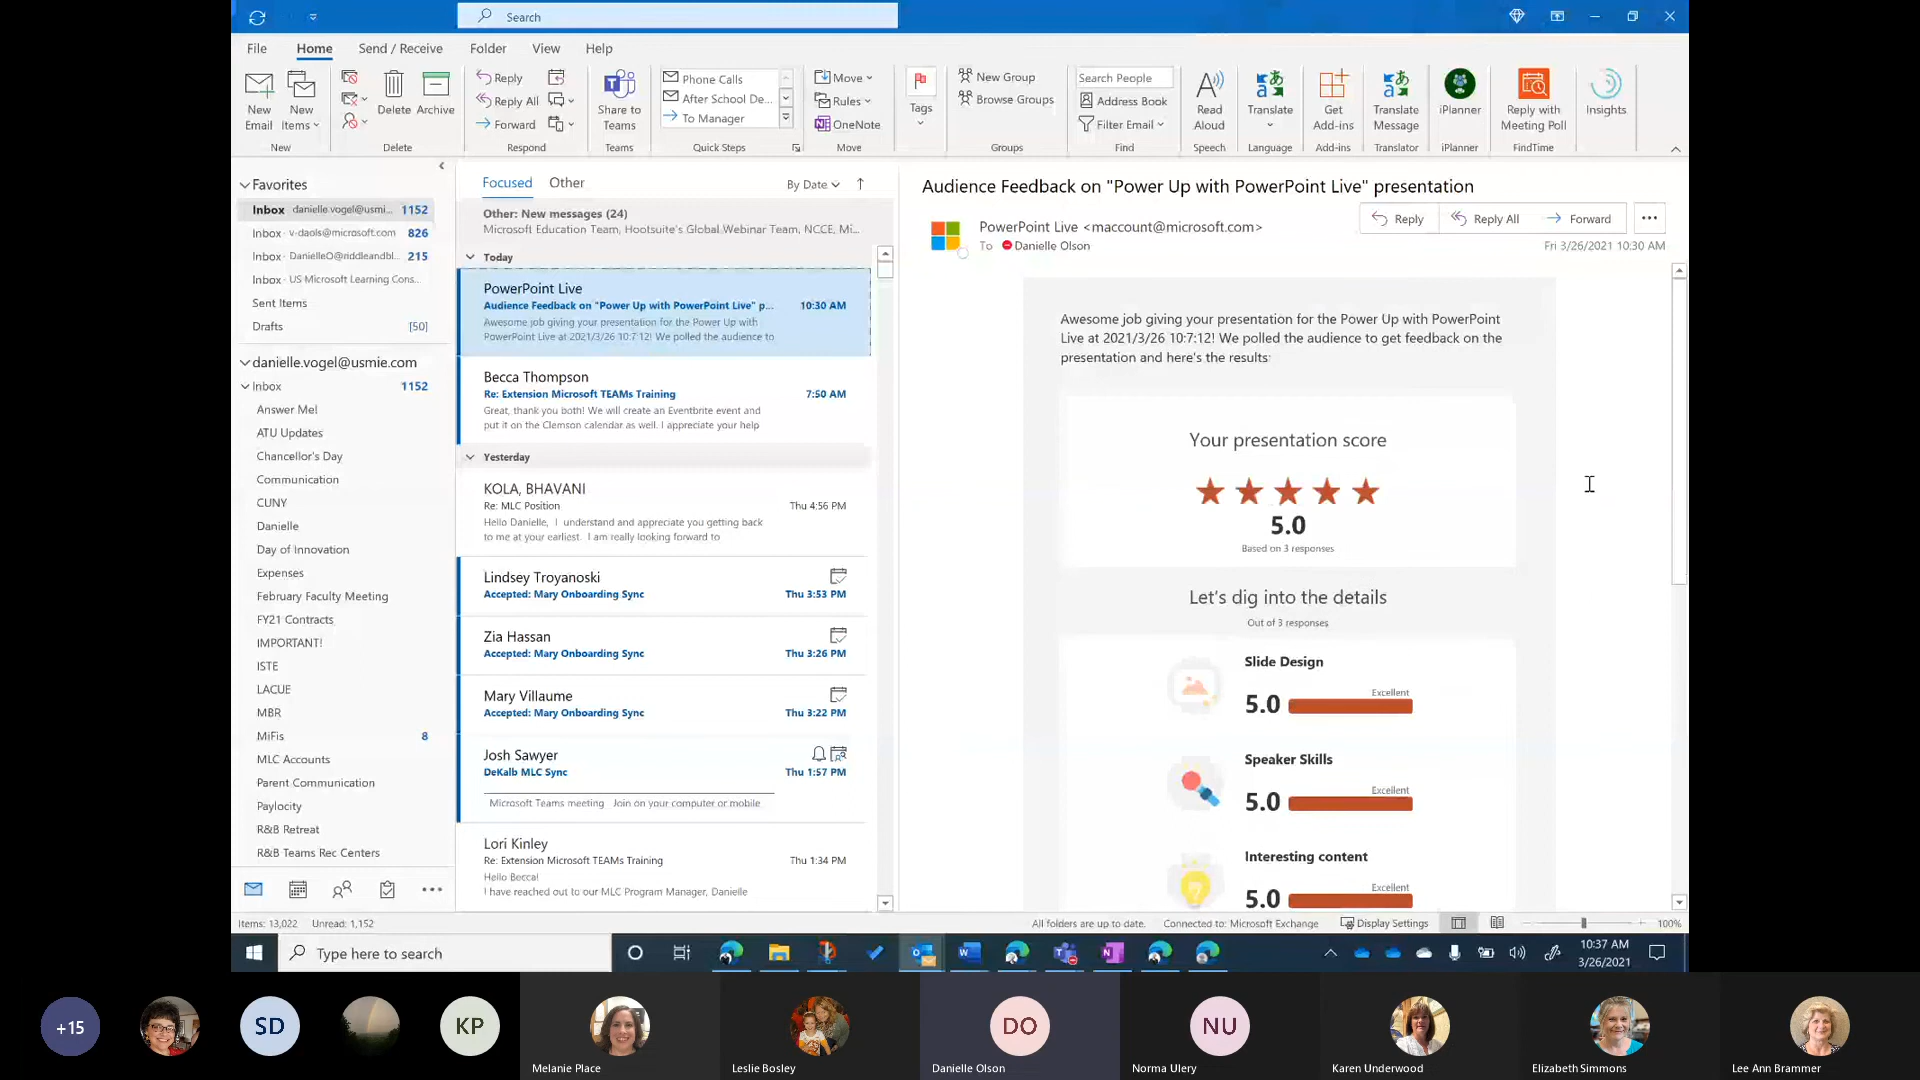 Search
File
Home
Send / Receive
Folder
View
Help
New
Email
New
Items
New
Delete
Archive
Delete
Reply
Reply All
Forward
Respond
Share to
Teams
Teams
Phone Calls
After School De...
To Manager
Quick Steps
Move
Rules
OneNote
Move
Tags
New Group
Browse Groups
Groups
Search People
Address Book
Filter Email
Find
Read
Aloud
Speech
Translate
Language
Get
Add-ins
Add-ins
Translate
Message
Translator
iPlanner
iPlanner
Reply with
Meeting Poll
FindTime
Insights
Favorites
Inbox danielle.vogel@usmi... 1152
Inbox - v-daols@microsoft.com 826
Inbox - DanielleO@riddleandbl... 215
Inbox - US Microsoft Learning Cons...
Sent Items
Drafts [50]
danielle.vogel@usmie.com
Inbox 1152
Answer Me!
ATU Updates
Chancellor's Day
Communication
CUNY
Danielle
Day of Innovation
Expenses
February Faculty Meeting
FY21 Contracts
IMPORTANT!
ISTE
LACUE
MBR
MiFis 8
MLC Accounts
Parent Communication
Paylocity
R&B Retreat
R&B Teams Rec Centers
Focused Other By Date
Other: New messages (24)
Microsoft Education Team, Hootsuite's Global Webinar Team, NCCE, Mi...
Today
PowerPoint Live
Audience Feedback on "Power Up with PowerPoint Live" p... 10:30 AM
Awesome job giving your presentation for the Power Up with
PowerPoint Live at 2021/3/26 10:7:12! We polled the audience to
Becca Thompson
Re: Extension Microsoft TEAMs Training 7:50 AM
Great, thank you both! We will create an Eventbrite event and
put it on the Clemson calendar as well. I appreciate your help
Yesterday
KOLA, BHAVANI
Re: MLC Position Thu 4:56 PM
Hello Danielle, I understand and appreciate you getting back
to me at your earliest. I am really looking forward to
Lindsey Troyanoski
Accepted: Mary Onboarding Sync Thu 3:53 PM
Zia Hassan
Accepted: Mary Onboarding Sync Thu 3:26 PM
Mary Villaume
Accepted: Mary Onboarding Sync Thu 3:22 PM
Josh Sawyer
DeKalb MLC Sync Thu 1:57 PM
Microsoft Teams meeting Join on your computer or mobile
Lori Kinley
Re: Extension Microsoft TEAMs Training Thu 1:34 PM
Hello Becca!
I have reached out to our MLC Program Manager, Danielle
Audience Feedback on "Power Up with PowerPoint Live" presentation
PowerPoint Live <maccount@microsoft.com>
To Danielle Olson
Reply Reply All Forward
Fri 3/26/2021 10:30 AM
Awesome job giving your presentation for the Power Up with PowerPoint
Live at 2021/3/26 10:7:12! We polled the audience to get feedback on the
presentation and here's the results:
Your presentation score
5.0
Based on 3 responses
Let's dig into the details
Out of 3 responses
Slide Design
5.0 Excellent
Speaker Skills
5.0 Excellent
Interesting content
5.0 Excellent
Items: 13,022 Unread: 1,152
All folders are up to date. Connected to: Microsoft Exchange Display Settings 100%
Type here to search
10:37 AM
3/26/2021
+15
SD
KP
DO
NU
Melanie Place
Leslie Bosley
Danielle Olson
Norma Ulery
Karen Underwood
Elizabeth Simmons
Lee Ann Brammer